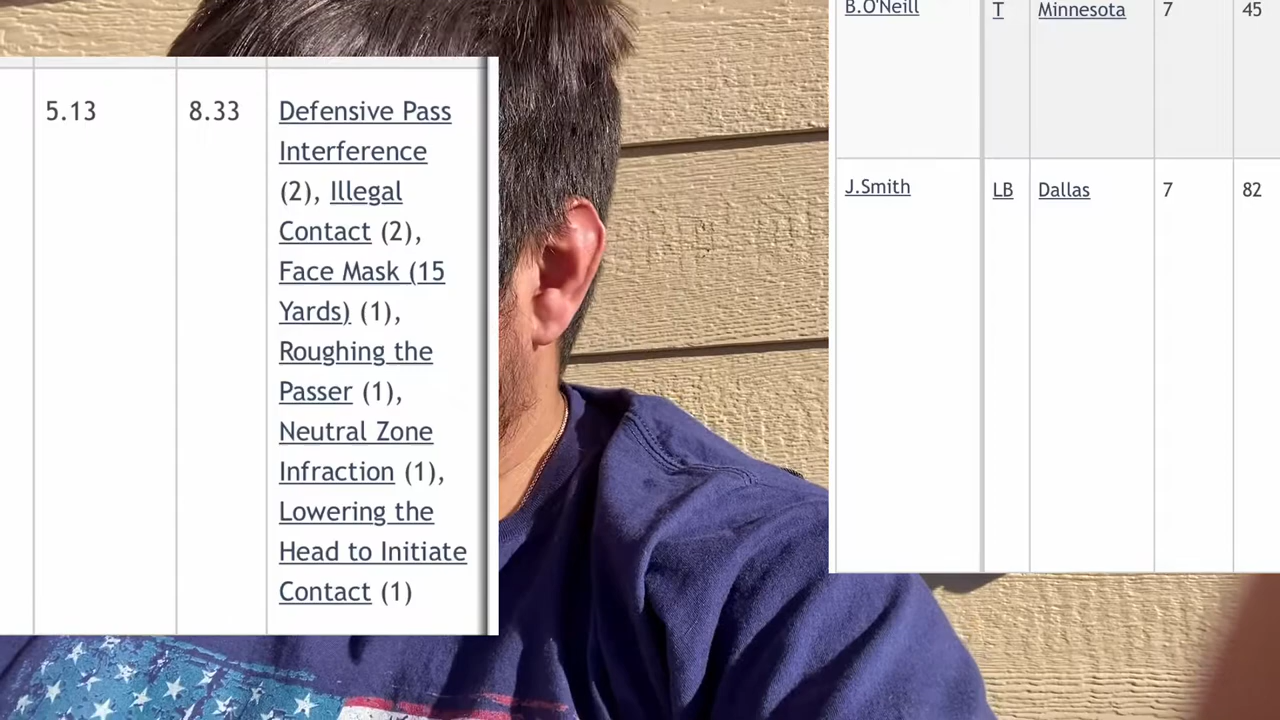 5.13
8.33
Defensive Pass
Interference
(2), Illegal
Contact (2),
Face Mask (15
Yards) (1),
Roughing the
Passer (1),
Neutral Zone
Infraction (1),
Lowering the
Head to Initiate
Contact (1)
B.O'Neill T Minnesota 7 45
J.Smith LB Dallas 7 82